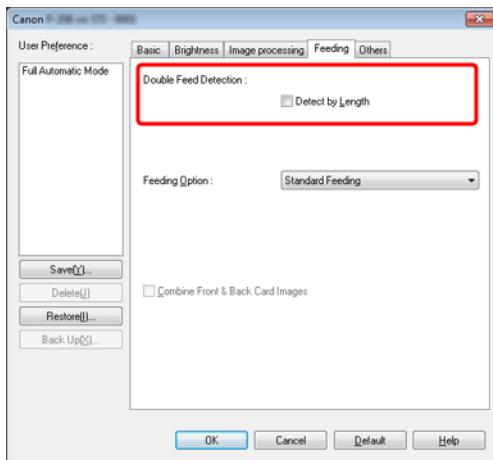 Canon
User Preference :
Full Automatic Mode
Save(Y)...
Delete(J)
Restore(I)...
Back Up(X)...
Basic Brightness Image processing Feeding Others
Double Feed Detection :
Detect by Length
Feeding Option : Standard Feeding
Combine Front & Back Card Images
OK Cancel Default Help